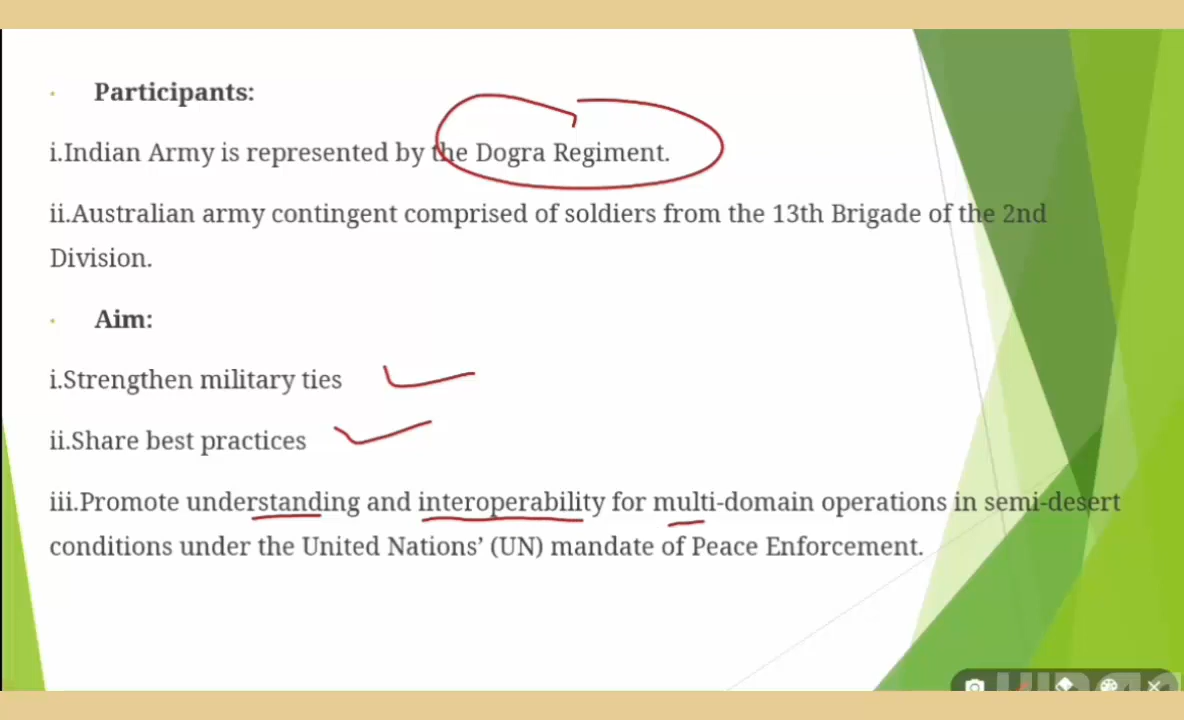 Participants:
i.Indian Army is represented by the Dogra Regiment.
ii.Australian army contingent comprised of soldiers from the 13th Brigade of the 2nd
Division.
Aim:
i.Strengthen military ties
ii.Share best practices
iii.Promote understanding and interoperability for multi-domain operations in semi-desert
conditions under the United Nations’ (UN) mandate of Peace Enforcement.